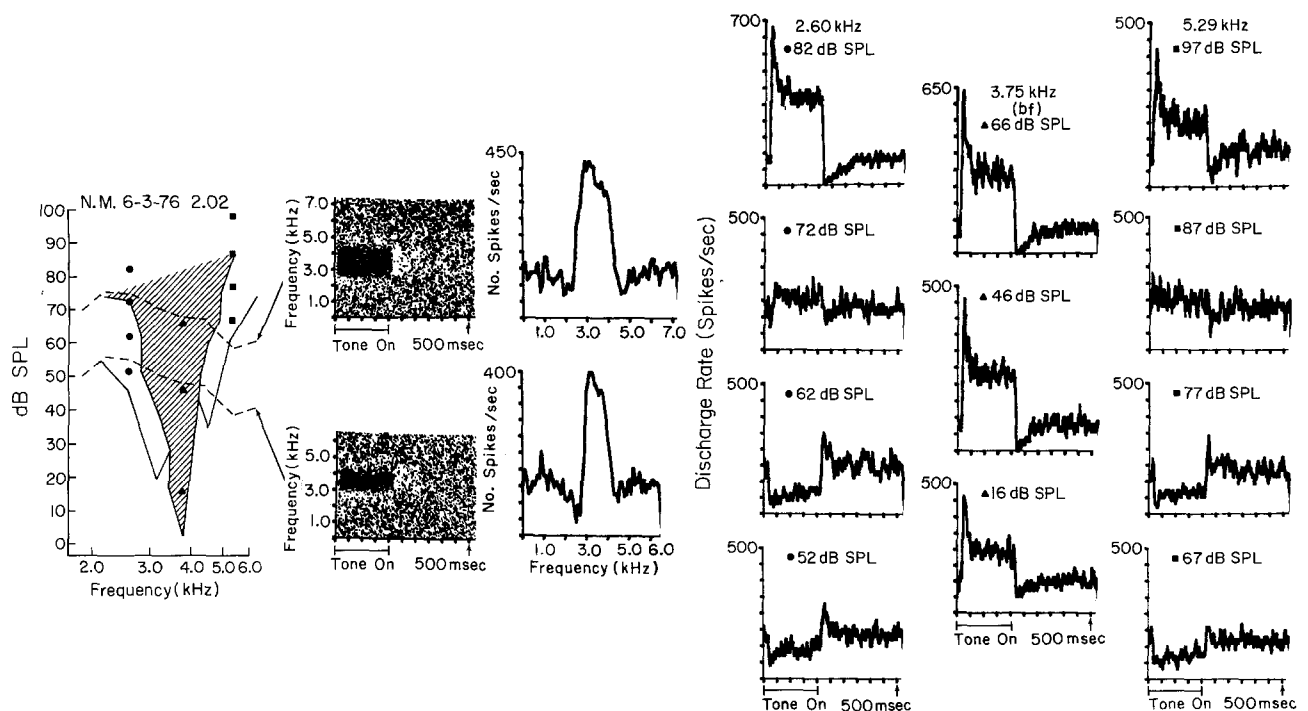 N.M. 6-3-76 2.02
100
90
80
70
60
50
40
30
20
10
0
dB SPL
2.0 3.0 4.0 5.0 6.0
Frequency (kHz)
7.0
5.0
3.0
1.0
Frequency (kHz)
Tone On 500 msec
5.0
3.0
1.0
Frequency (kHz)
Tone On 500 msec
450
No. Spikes/sec
1.0 3.0 5.0 7.0
400
No. Spikes/sec
1.0 3.0 5.0 6.0
Frequency (kHz)
Discharge Rate (Spikes/sec)
700
2.60 kHz
82 dB SPL
500
72 dB SPL
500
62 dB SPL
500
52 dB SPL
Tone On 500 msec
650
3.75 kHz
(bf)
66 dB SPL
500
46 dB SPL
500
16 dB SPL
Tone On 500 msec
500
5.29 kHz
97 dB SPL
500
87 dB SPL
500
77 dB SPL
500
67 dB SPL
Tone On 500 msec